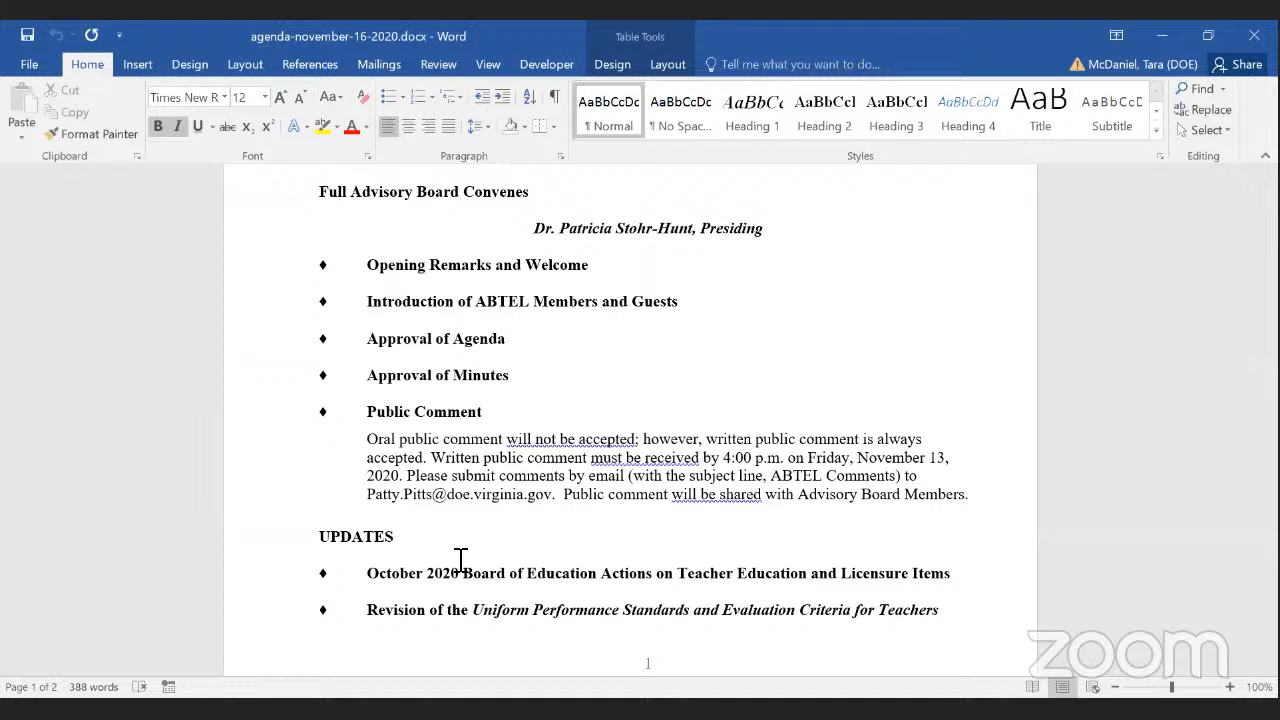 agenda-november-16-2020.docx - Word
Table Tools
File Home Insert Design Layout References Mailings Review View Developer Design Layout Tell me what you want to do... McDaniel, Tara (DOE) Share
Cut
Copy
Paste
Format Painter
Clipboard
Times New R 12
Font
Paragraph
AaBbCcDc AaBbCcDc AaBbCc AaBbCcI AaBbCcI AaBbCcDd AaB AaBbCcD
¶ Normal ¶ No Spac... Heading 1 Heading 2 Heading 3 Heading 4 Title Subtitle
Styles
Find
Replace
Select
Editing
Full Advisory Board Convenes
Dr. Patricia Stohr-Hunt, Presiding
♦ Opening Remarks and Welcome
♦ Introduction of ABTEL Members and Guests
♦ Approval of Agenda
♦ Approval of Minutes
♦ Public Comment
Oral public comment will not be accepted; however, written public comment is always
accepted. Written public comment must be received by 4:00 p.m. on Friday, November 13,
2020. Please submit comments by email (with the subject line, ABTEL Comments) to
Patty.Pitts@doe.virginia.gov. Public comment will be shared with Advisory Board Members.
UPDATES
♦ October 2020 Board of Education Actions on Teacher Education and Licensure Items
♦ Revision of the Uniform Performance Standards and Evaluation Criteria for Teachers
zoom
1
Page 1 of 2 388 words 100%